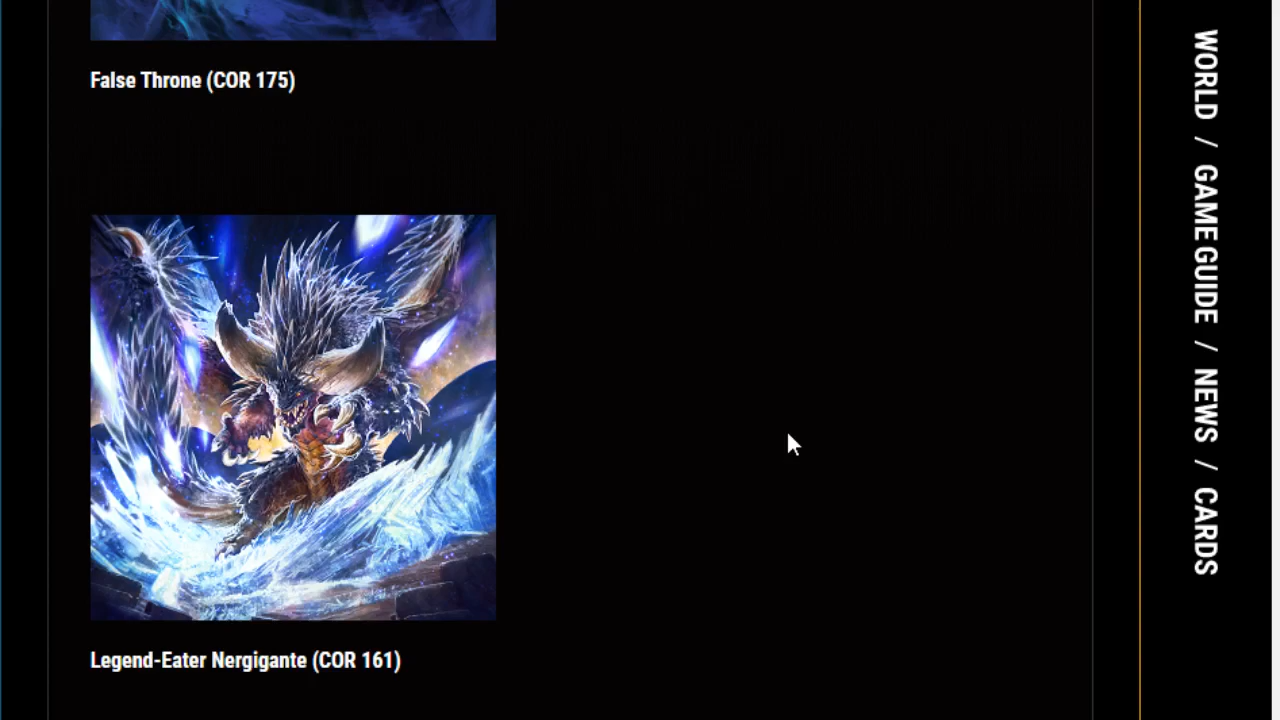 False Throne (COR 175)
Legend-Eater Nergigante (COR 161)
WORLD / GAME GUIDE / NEWS / CARDS